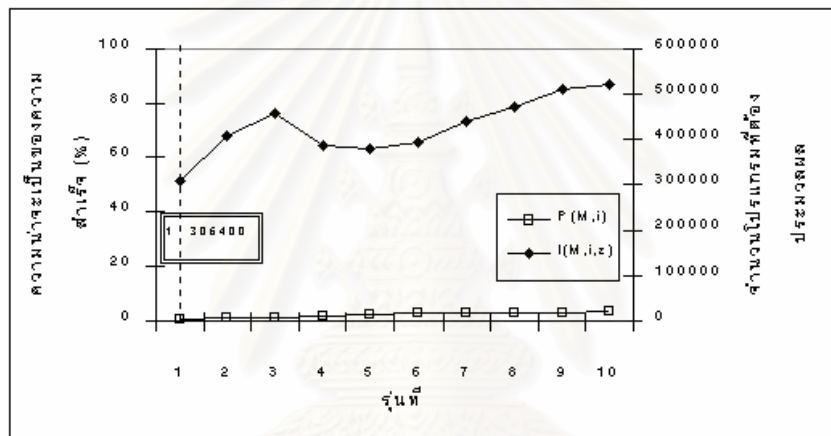 ความน่าจะเป็นของความ
สำเร็จ (%)
100
80
60
40
20
0
600000
500000
400000
300000
200000
100000
0
จำนวนโปรแกรมที่ต้อง
ประมวลผล
1 306400
P(M,i)
I(M,i,z)
1 2 3 4 5 6 7 8 9 10
รุ่นที่